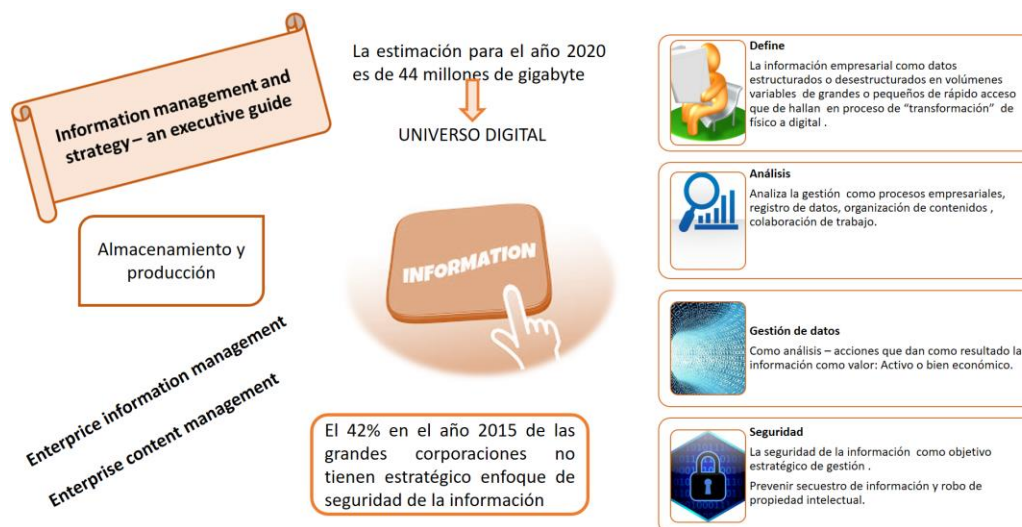 Information management and
strategy – an executive guide
Almacenamiento y
producción
Enterprice information management
Enterprise content management
La estimación para el año 2020
es de 44 millones de gigabyte
UNIVERSO DIGITAL
INFORMATION
El 42% en el año 2015 de las
grandes corporaciones no
tienen estratégico enfoque de
seguridad de la información
Define
La información empresarial como datos
estructurados o desestructurados en volúmenes
variables de grandes o pequeños de rápido acceso
que de hallan en proceso de “transformación” de
físico a digital .
Análisis
Analiza la gestión como procesos empresariales,
registro de datos, organización de contenidos ,
colaboración de trabajo.
Gestión de datos
Como análisis – acciones que dan como resultado la
información como valor: Activo o bien económico.
Seguridad
La seguridad de la información como objetivo
estratégico de gestión .
Prevenir secuestro de información y robo de
propiedad intelectual.